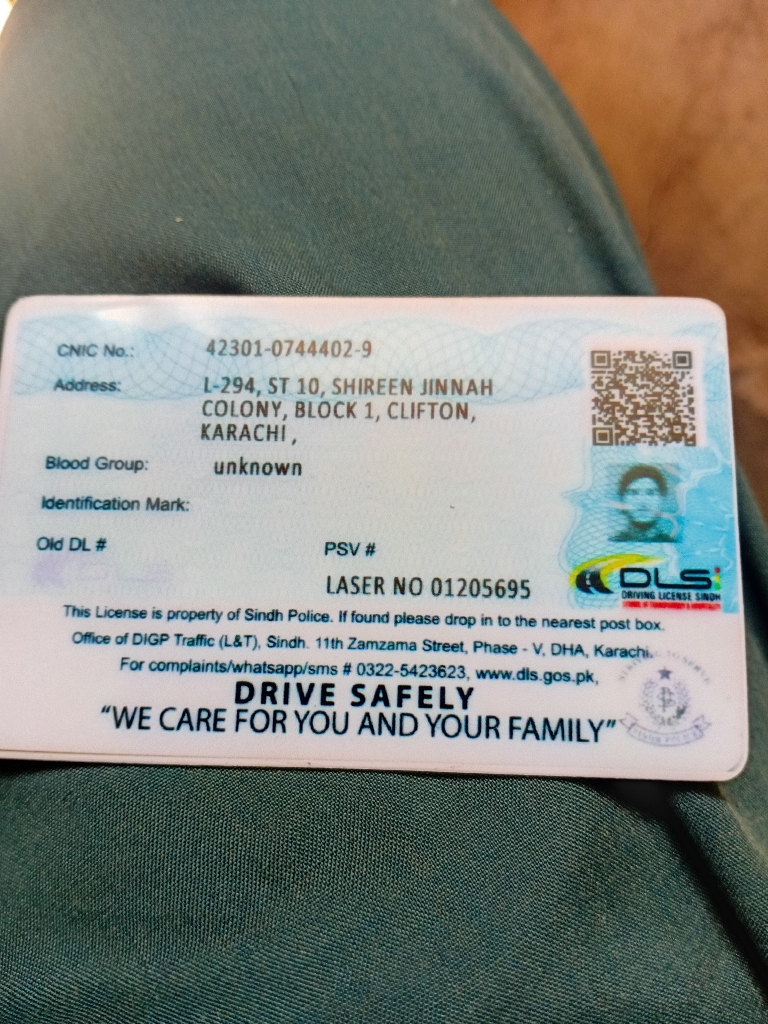 CNIC No.: 42301-0744402-9
Address: L-294, ST 10, SHIREEN JINNAH
COLONY, BLOCK 1, CLIFTON,
KARACHI ,
Blood Group: unknown
Identification Mark:
Old DL # PSV #
LASER NO 01205695
DLSi
DRIVING LICENSE SINDH
This License is property of Sindh Police. If found please drop in to the nearest post box.
Office of DIGP Traffic (L&T), Sindh. 11th Zamzama Street, Phase - V, DHA, Karachi.
For complaints/whatsapp/sms # 0322-5423623, www.dls.gos.pk,
DRIVE SAFELY
“WE CARE FOR YOU AND YOUR FAMILY”